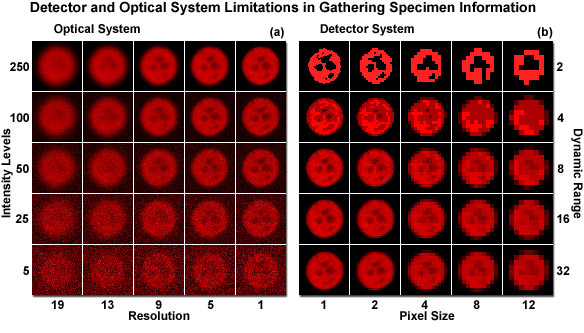 Detector and Optical System Limitations in Gathering Specimen Information
Optical System (a)
Detector System (b)
Intensity Levels
250
100
50
25
5
19 13 9 5 1
Resolution
2
4
8
16
32
Dynamic Range
1 2 4 8 12
Pixel Size